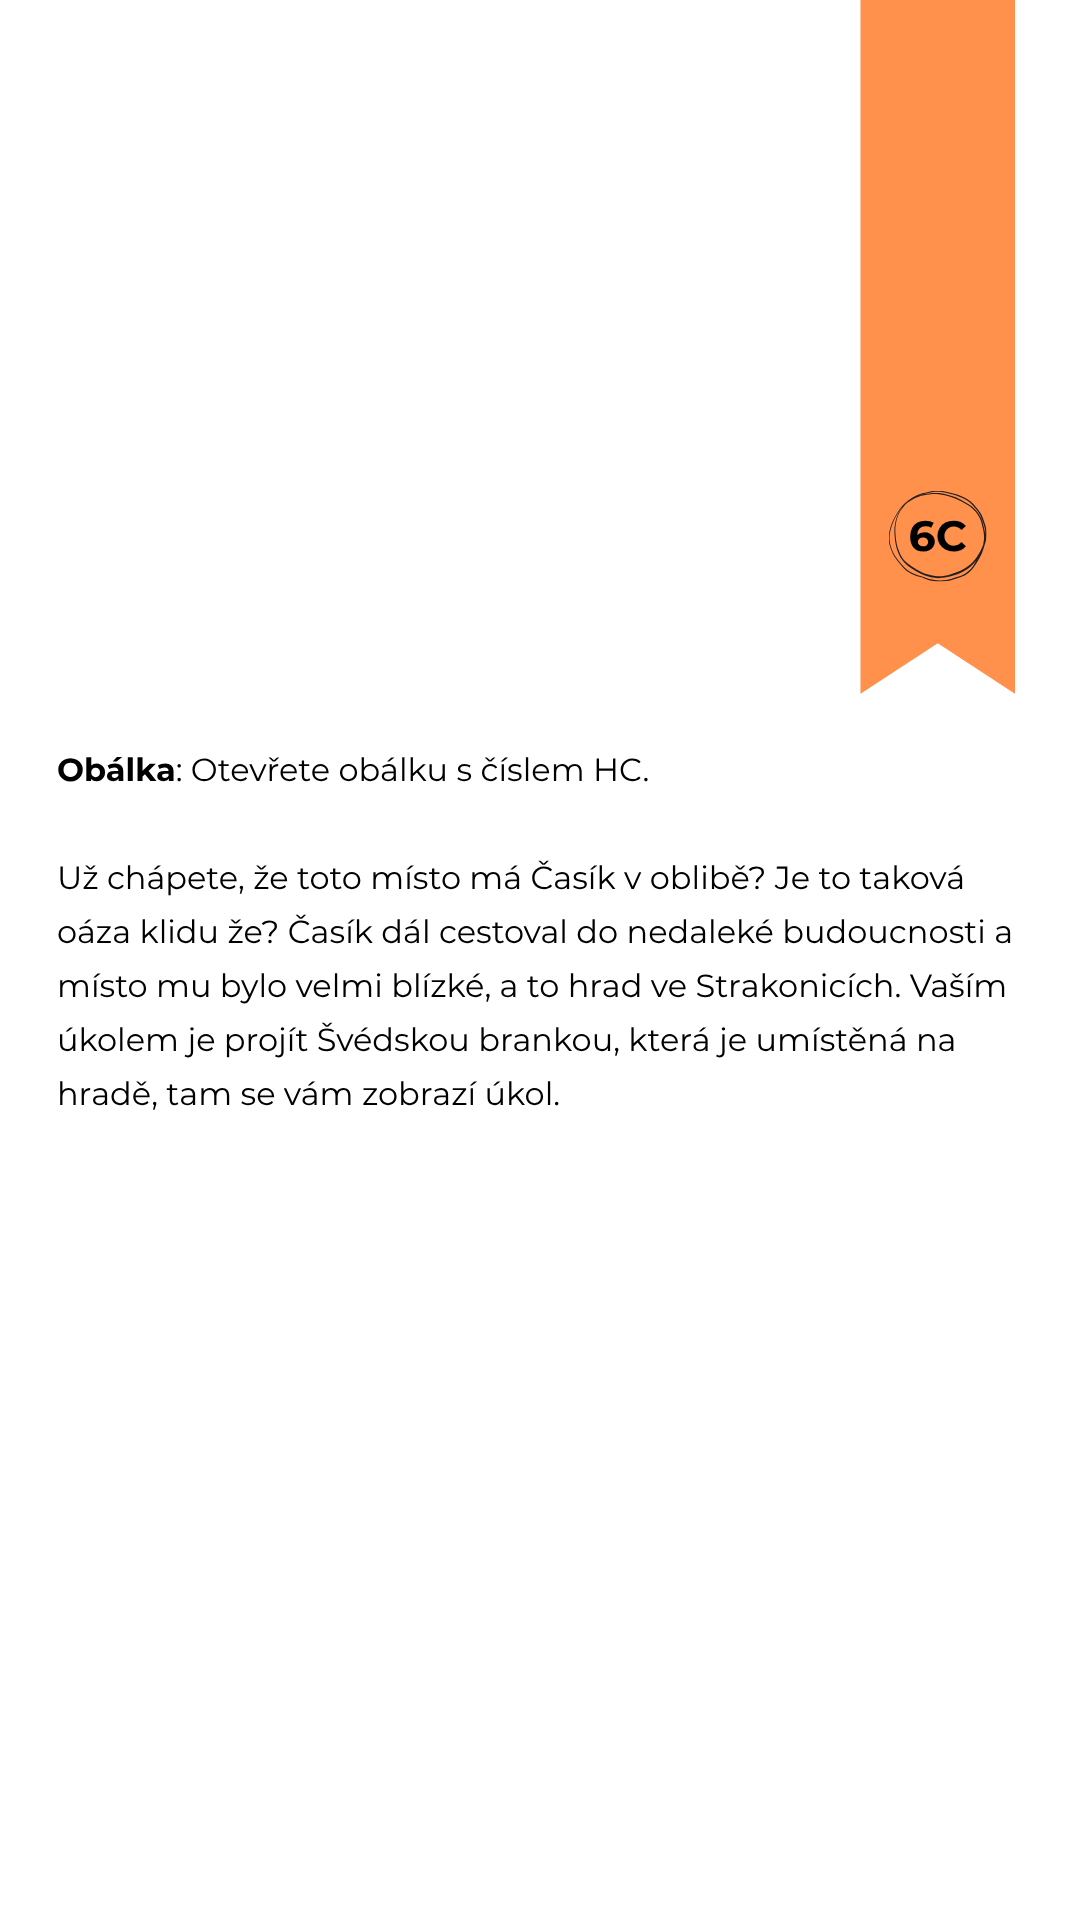 6C
Obálka: Otevřete obálku s číslem HC.
Už chápete, že toto místo má Časík v oblibě? Je to taková
oáza klidu že? Časík dál cestoval do nedaleké budoucnosti a
místo mu bylo velmi blízké, a to hrad ve Strakonicích. Vaším
úkolem je projít Švédskou brankou, která je umístěná na
hradě, tam se vám zobrazí úkol.